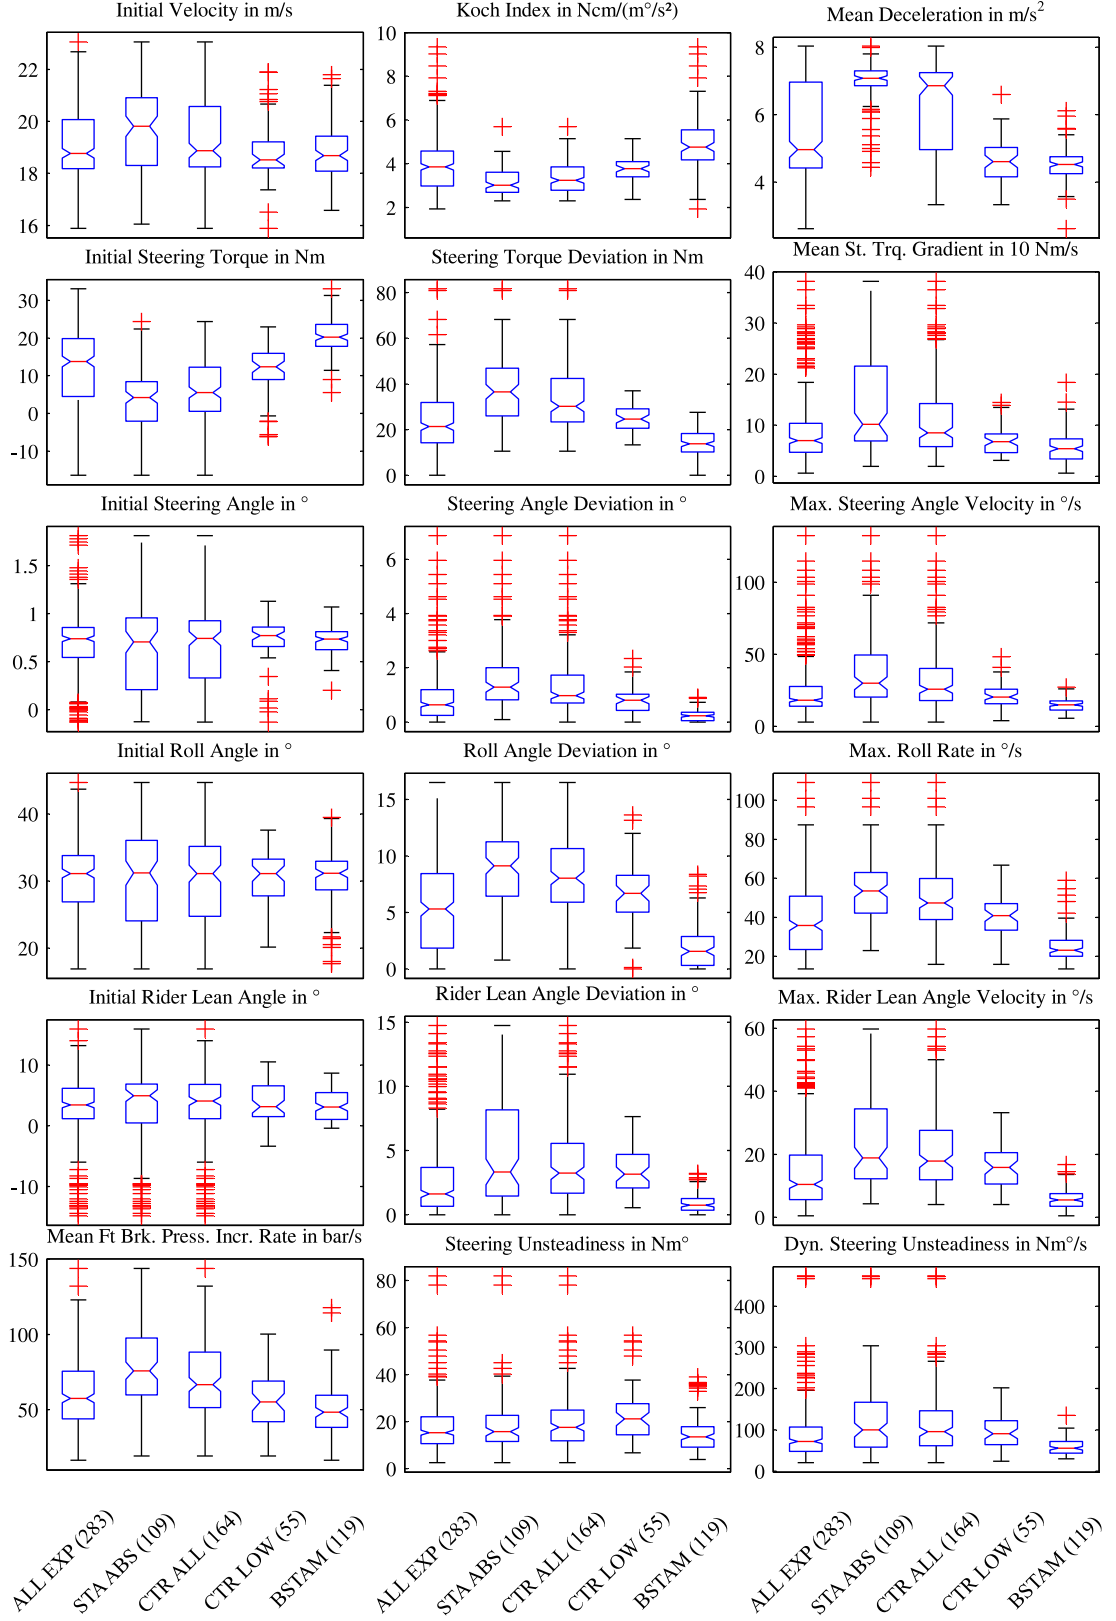 Initial Velocity in m/s
22
20
18
16
Koch Index in Ncm/(m°/s²)
10
8
6
4
2
Mean Deceleration in m/s²
8
6
4
Initial Steering Torque in Nm
30
20
10
0
-10
Steering Torque Deviation in Nm
80
60
40
20
0
Mean St. Trq. Gradient in 10 Nm/s
40
30
20
10
0
Initial Steering Angle in °
1.5
1
0.5
0
Steering Angle Deviation in °
6
4
2
0
Max. Steering Angle Velocity in °/s
100
50
0
Initial Roll Angle in °
40
30
20
Roll Angle Deviation in °
15
10
5
0
Max. Roll Rate in °/s
100
80
60
40
20
Initial Rider Lean Angle in °
10
0
-10
Rider Lean Angle Deviation in °
15
10
5
0
Max. Rider Lean Angle Velocity in °/s
60
40
20
0
Mean Ft Brk. Press. Incr. Rate in bar/s
150
100
50
Steering Unsteadiness in Nm°
80
60
40
20
0
Dyn. Steering Unsteadiness in Nm°/s
400
300
200
100
0
ALL EXP (283)
STA ABS (109)
CTR ALL (164)
CTR LOW (55)
BSTAM (119)
ALL EXP (283)
STA ABS (109)
CTR ALL (164)
CTR LOW (55)
BSTAM (119)
ALL EXP (283)
STA ABS (109)
CTR ALL (164)
CTR LOW (55)
BSTAM (119)